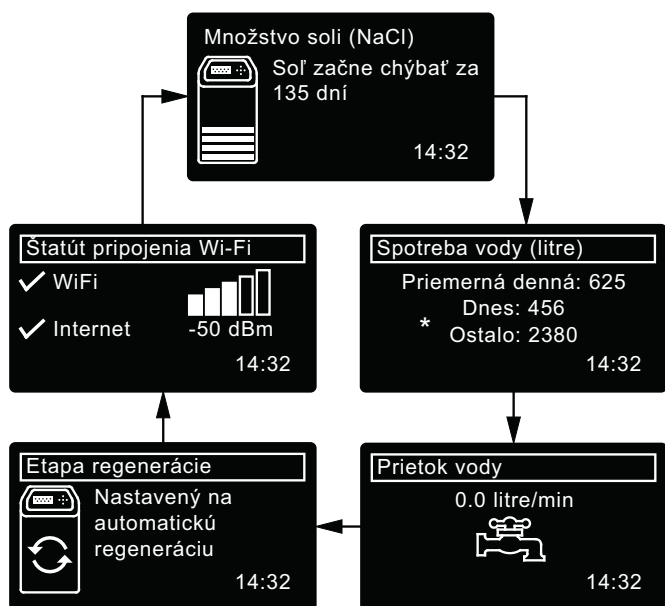 Množstvo soli (NaCl)
Soľ začne chýbať za
135 dní
14:32
Štatút pripojenia Wi-Fi
WiFi
Internet
-50 dBm
14:32
Spotreba vody (litre)
Priemerná denná: 625
Dnes: 456
* Ostalo: 2380
14:32
Etapa regenerácie
Nastavený na
automatickú
regeneráciu
14:32
Prietok vody
0.0 litre/min
14:32